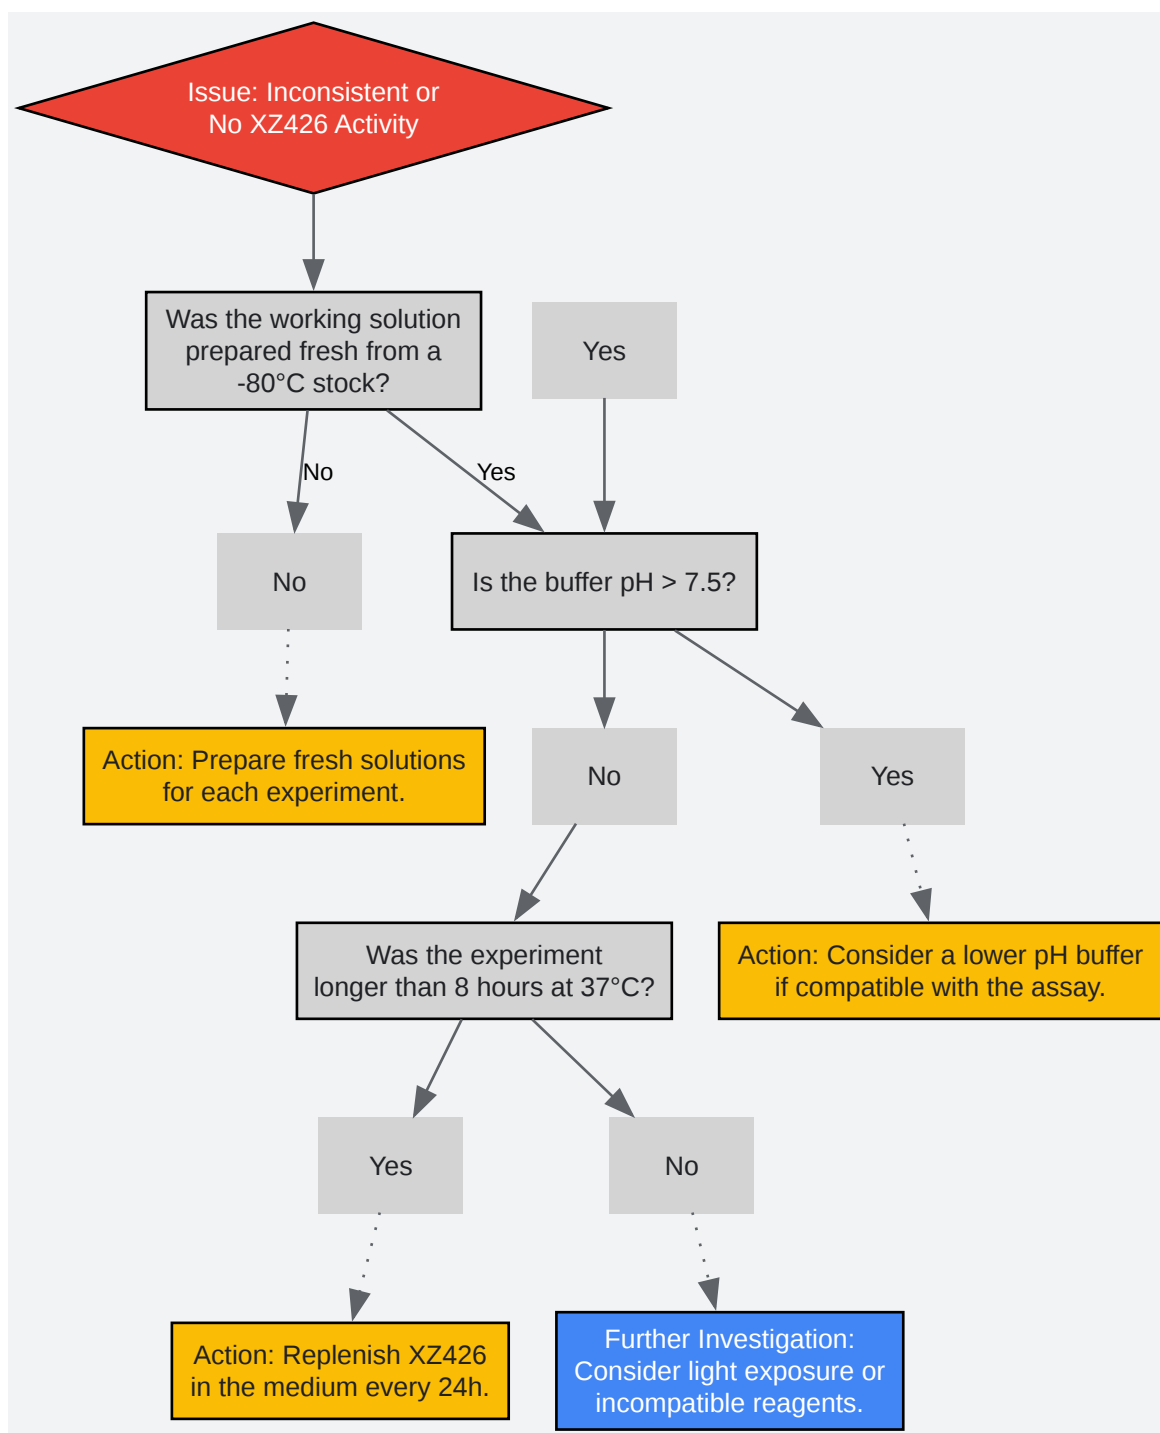 Issue: Inconsistent or
No XZ426 Activity
Was the working solution
prepared fresh from a
-80°C stock?
Yes
No
Yes
No
Is the buffer pH > 7.5?
Action: Prepare fresh solutions
for each experiment.
No
Yes
Was the experiment
longer than 8 hours at 37°C?
Action: Consider a lower pH buffer
if compatible with the assay.
Yes
No
Action: Replenish XZ426
in the medium every 24h.
Further Investigation:
Consider light exposure or
incompatible reagents.